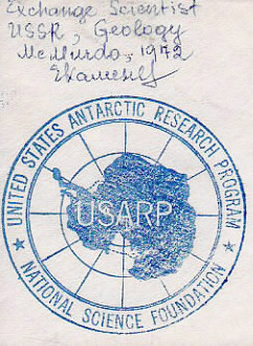 Exchange Scientist
USSR, Geology
McMurdo, 1972
UNITED STATES ANTARCTIC RESEARCH PROGRAM
USARP
NATIONAL SCIENCE FOUNDATION